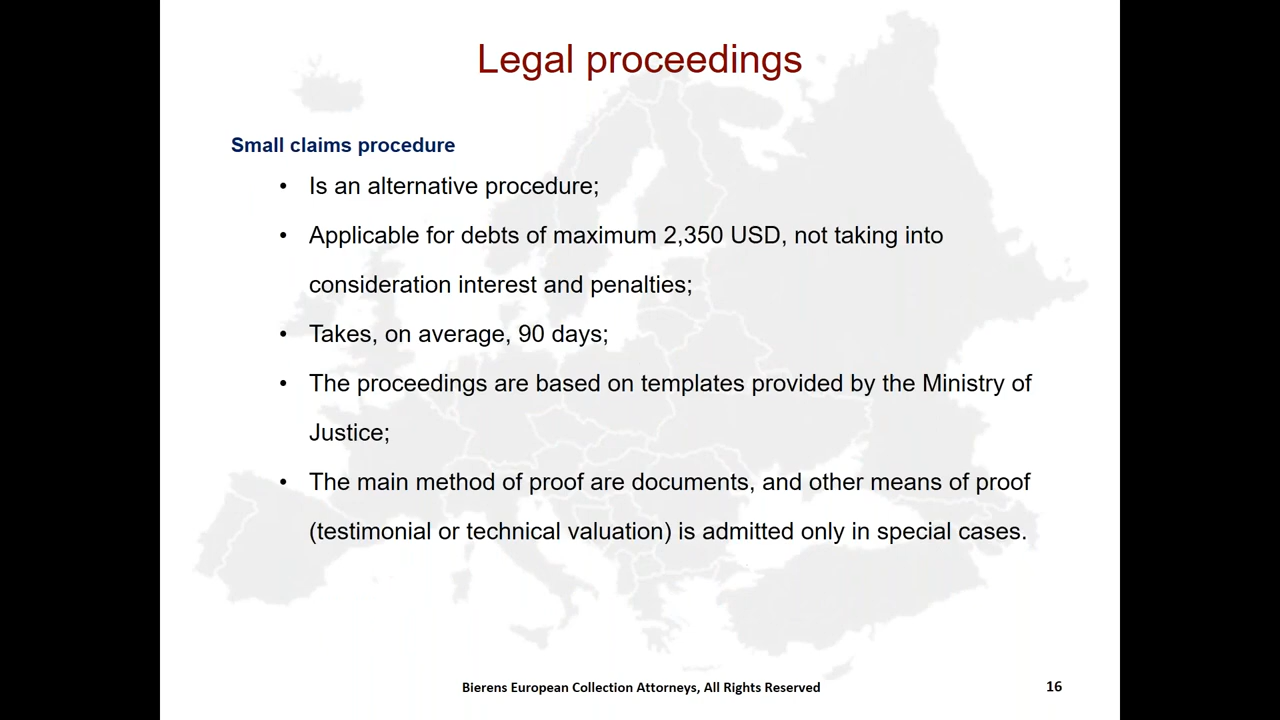 Legal proceedings
Small claims procedure
• Is an alternative procedure;
• Applicable for debts of maximum 2,350 USD, not taking into
consideration interest and penalties;
• Takes, on average, 90 days;
• The proceedings are based on templates provided by the Ministry of
Justice;
• The main method of proof are documents, and other means of proof
(testimonial or technical valuation) is admitted only in special cases.
Bierens European Collection Attorneys, All Rights Reserved
16